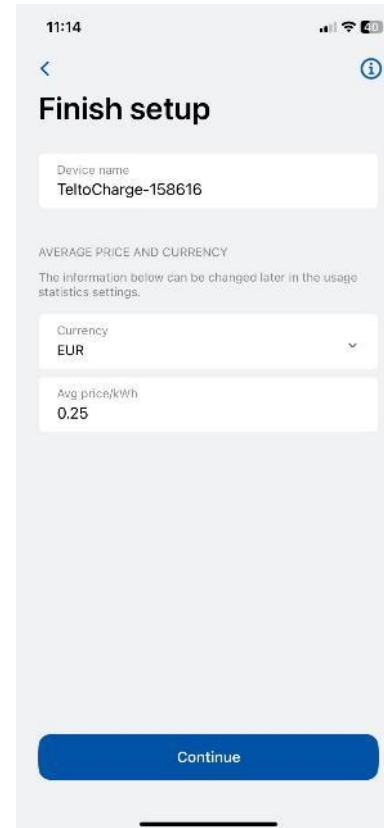 11:14
40
Finish setup
Device name
TeltoCharge-158616
AVERAGE PRICE AND CURRENCY
The information below can be changed later in the usage
statistics settings.
Currency
EUR
Avg price/kWh
0.25
Continue